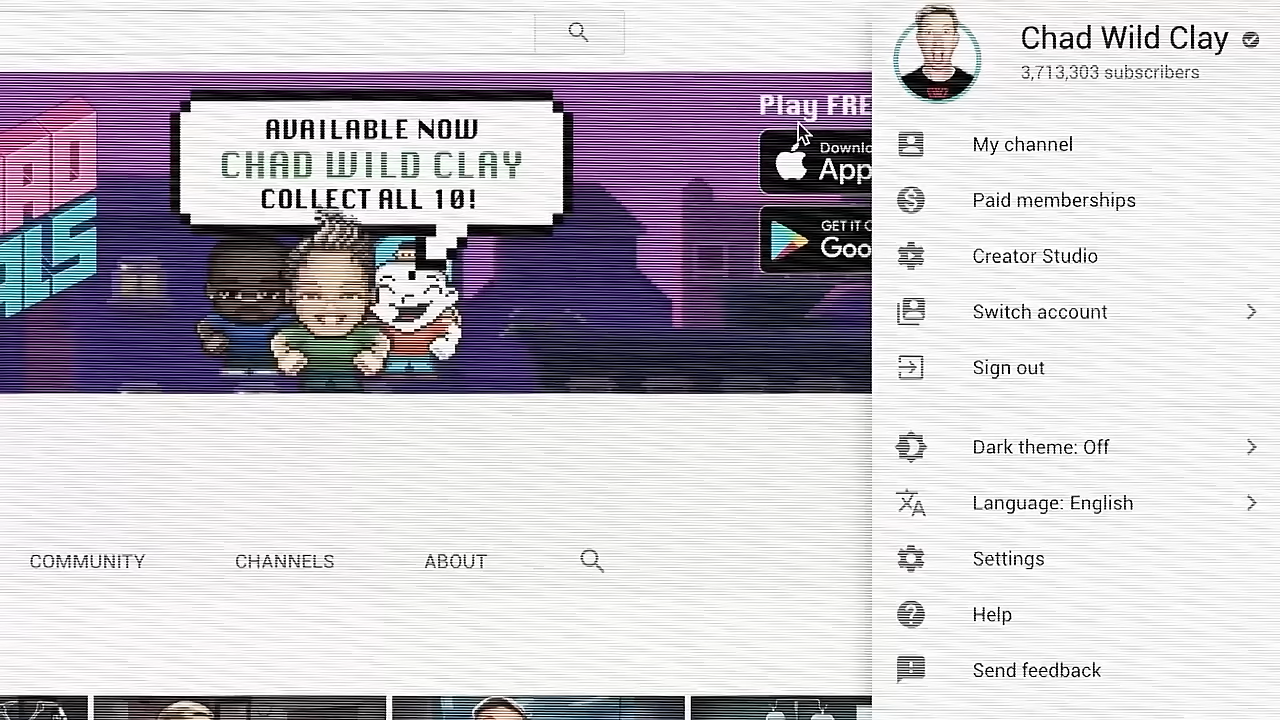 Chad Wild Clay
3,713,303 subscribers
AVAILABLE NOW
CHAD WILD CLAY
COLLECT ALL 10!
Play FRE
Downlo
App
GET IT O
Goo
My channel
Paid memberships
Creator Studio
Switch account
Sign out
Dark theme: Off
Language: English
Settings
Help
Send feedback
COMMUNITY
CHANNELS
ABOUT